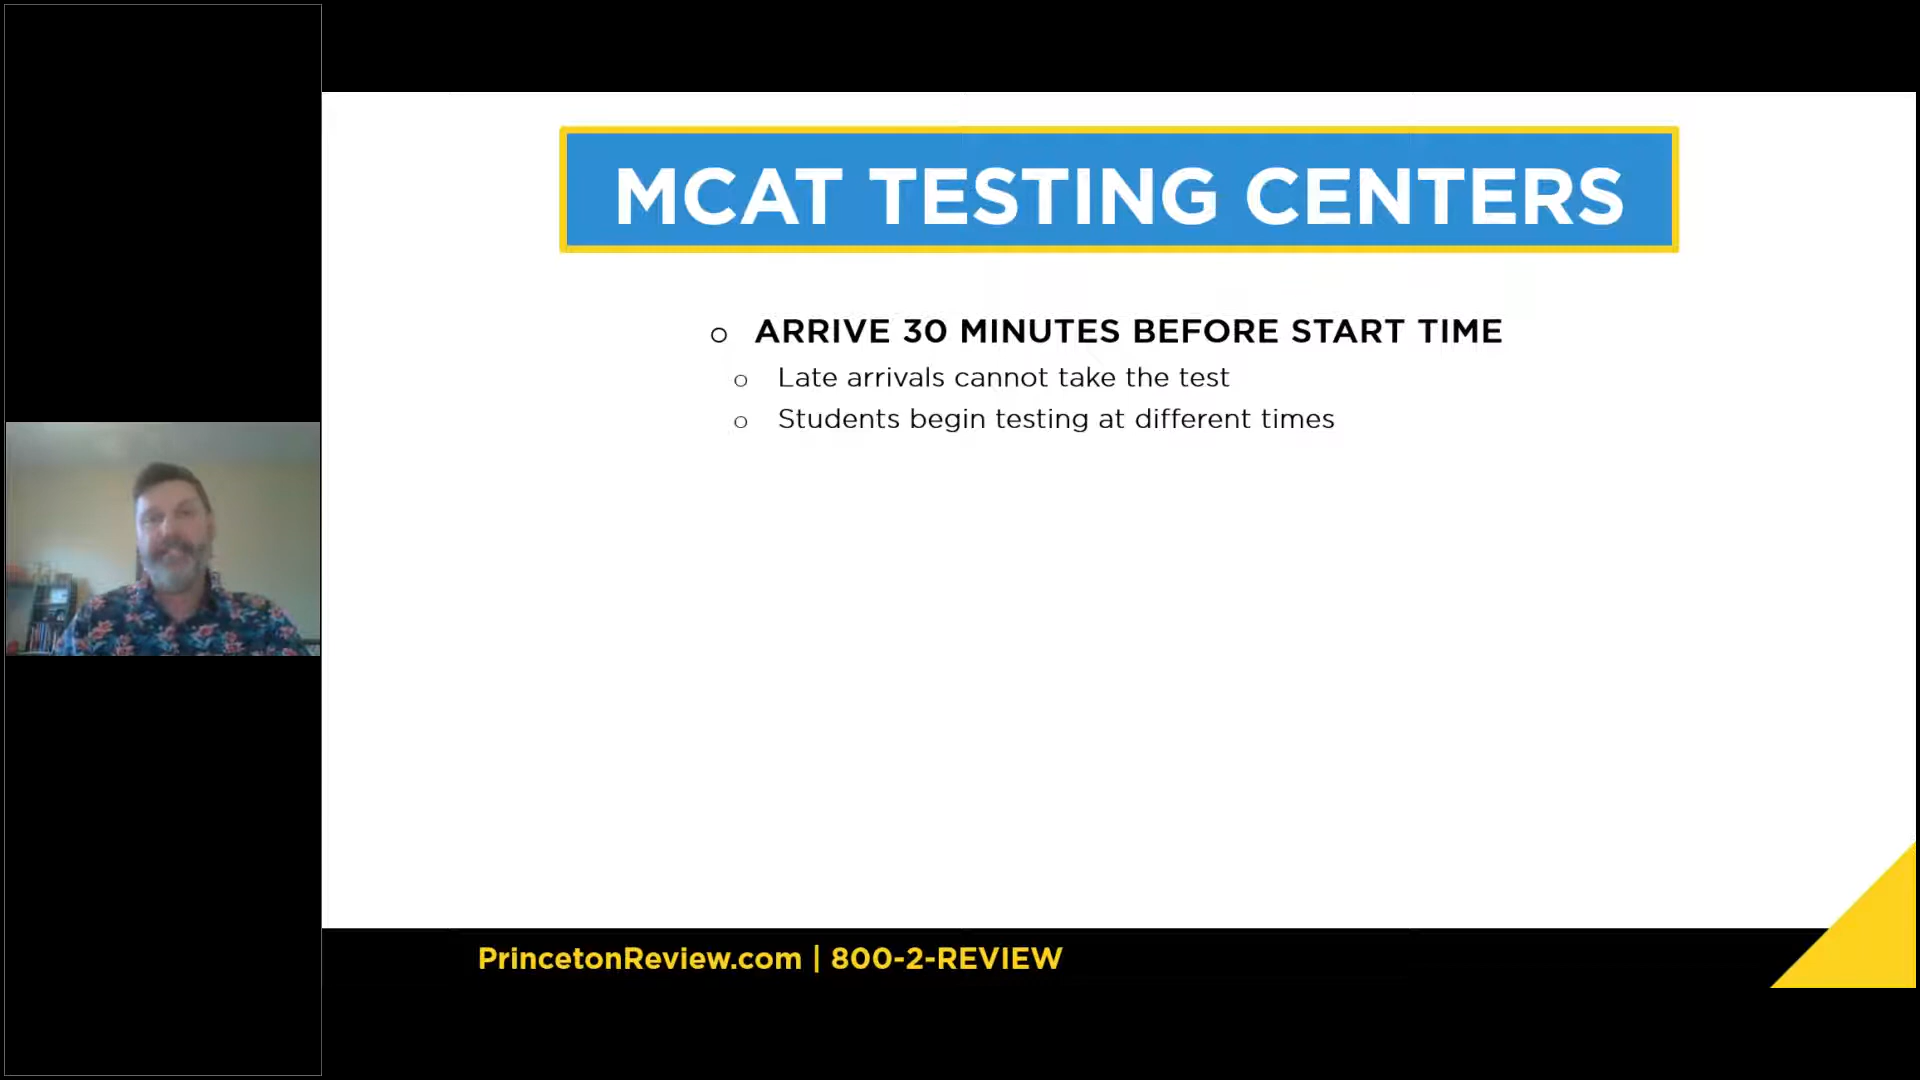 MCAT TESTING CENTERS
ARRIVE 30 MINUTES BEFORE START TIME
Late arrivals cannot take the test
Students begin testing at different times
PrincetonReview.com | 800-2-REVIEW